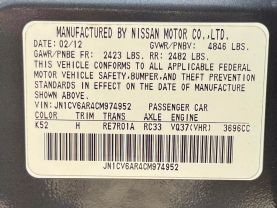 MANUFACTURED BY NISSAN MOTOR CO.,LTD.
DATE: 02/12 GVWR/PNBV: 4846 LBS.
GAWR/PNBE FR: 2423 LBS. RR: 2482 LBS.
THIS VEHICLE CONFORMS TO ALL APPLICABLE FEDERAL
MOTOR VEHICLE SAFETY,BUMPER,AND THEFT PREVENTION
STANDARDS IN EFFECT ON THE DATE OF MANUFACTURE
SHOWN ABOVE.
VIN:JN1CV6AR4CM974952 PASSENGER CAR
COLOR TRIM TRANS AXLE ENGINE
K52 H RE7R01A RC33 VQ37(VHR) 3696CC
JN1CV6AR4CM974952